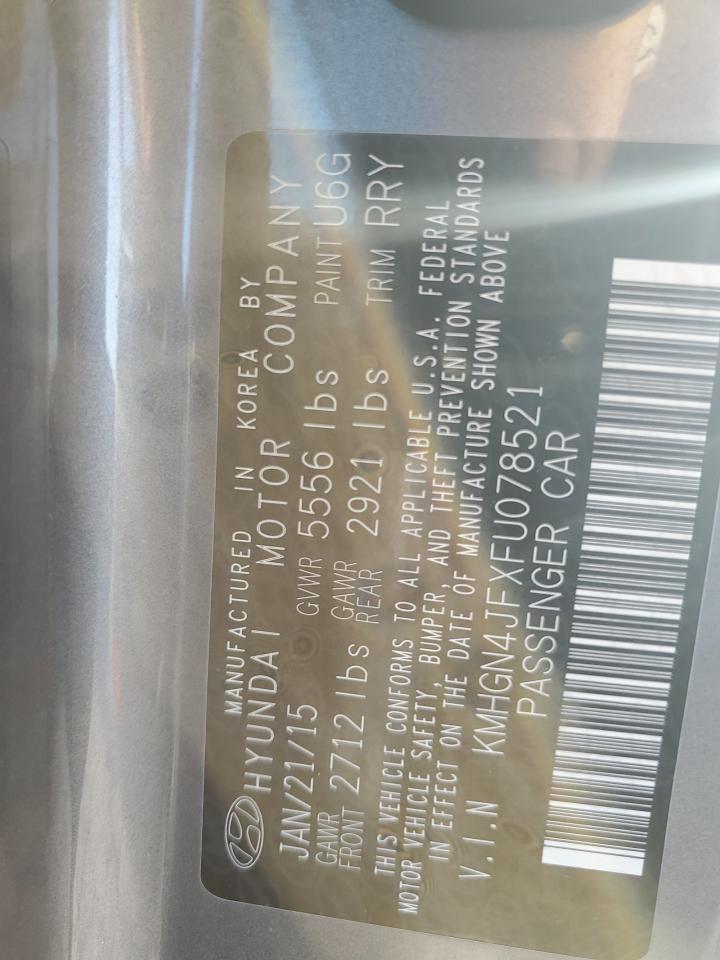 MANUFACTURED IN KOREA BY
HYUNDAI MOTOR COMPANY
JAN/21/15 GVWR 5556 lbs PAINT U6G
GAWR FRONT 2712 lbs GAWR REAR 2921 lbs TRIM RRY
THIS VEHICLE CONFORMS TO ALL APPLICABLE U.S.A. FEDERAL
MOTOR VEHICLE SAFETY, BUMPER, AND THEFT PREVENTION STANDARDS
IN EFFECT ON THE DATE OF MANUFACTURE SHOWN ABOVE
V.I.N KMHGN4JFXFU078521
PASSENGER CAR